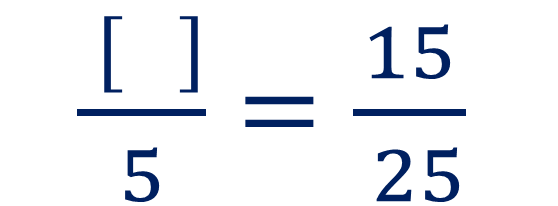 [ ] / 5 = 15 / 25